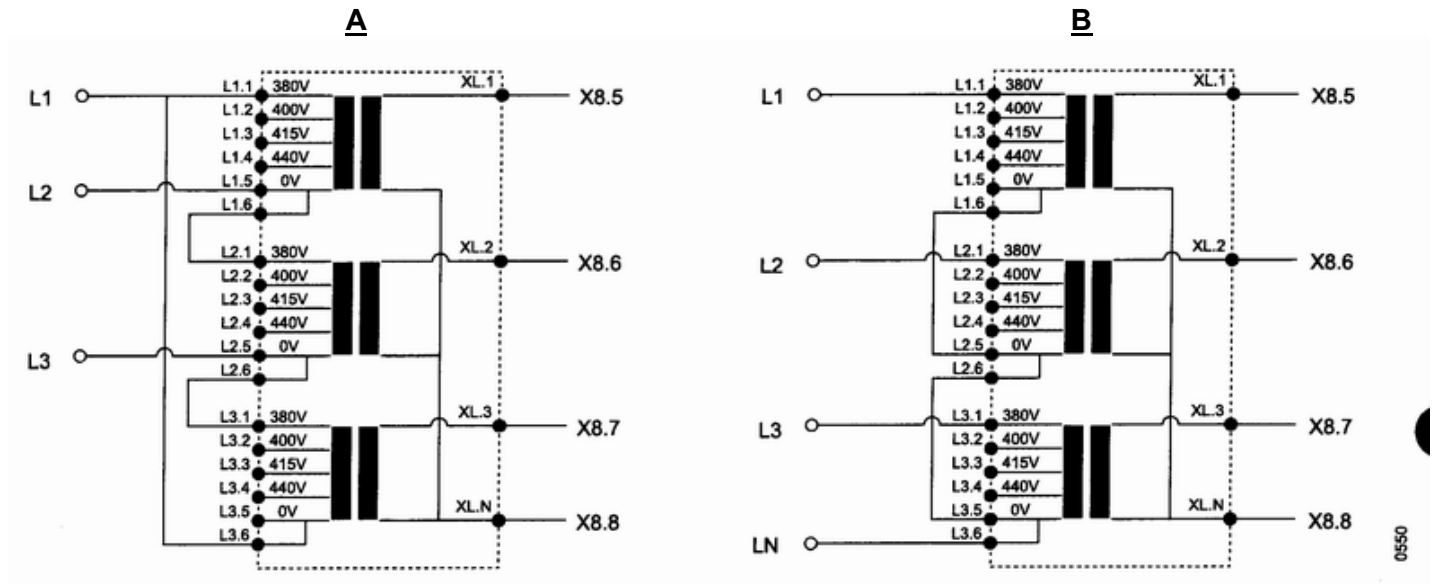 A
L1
L2
L3
L1.1 380V
L1.2 400V
L1.3 415V
L1.4 440V
L1.5 0V
L1.6
L2.1 380V
L2.2 400V
L2.3 415V
L2.4 440V
L2.5 0V
L2.6
L3.1 380V
L3.2 400V
L3.3 415V
L3.4 440V
L3.5 0V
L3.6
XL.1 X8.5
XL.2 X8.6
XL.3 X8.7
XL.N X8.8
B
L1
L2
L3
LN
L1.1 380V
L1.2 400V
L1.3 415V
L1.4 440V
L1.5 0V
L1.6
L2.1 380V
L2.2 400V
L2.3 415V
L2.4 440V
L2.5 0V
L2.6
L3.1 380V
L3.2 400V
L3.3 415V
L3.4 440V
L3.5 0V
L3.6
XL.1 X8.5
XL.2 X8.6
XL.3 X8.7
XL.N X8.8
0550